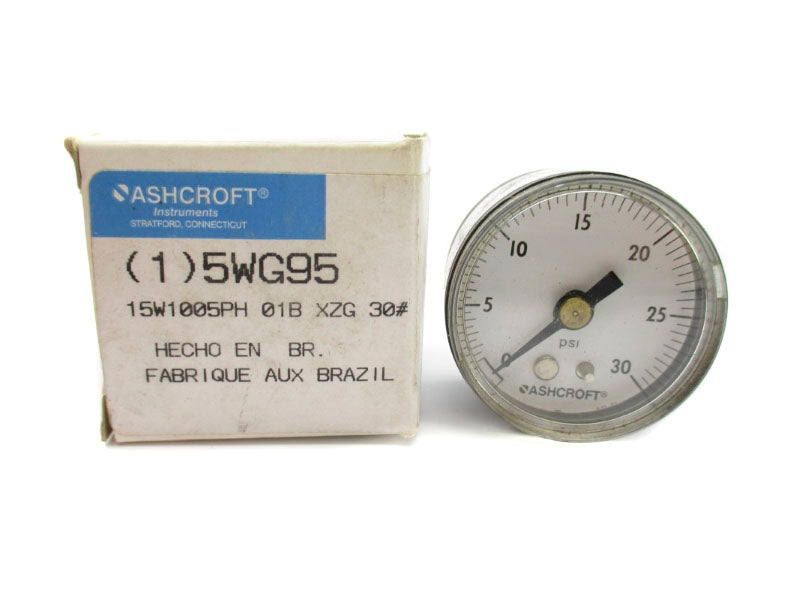 ASHCROFT®
Instruments
STRATFORD, CONNECTICUT
(1)5WG95
15W1005PH 01B XZG 30#
HECHO EN BR.
FABRIQUE AUX BRAZIL
0
5
10
15
20
25
30
psi
ASHCROFT®